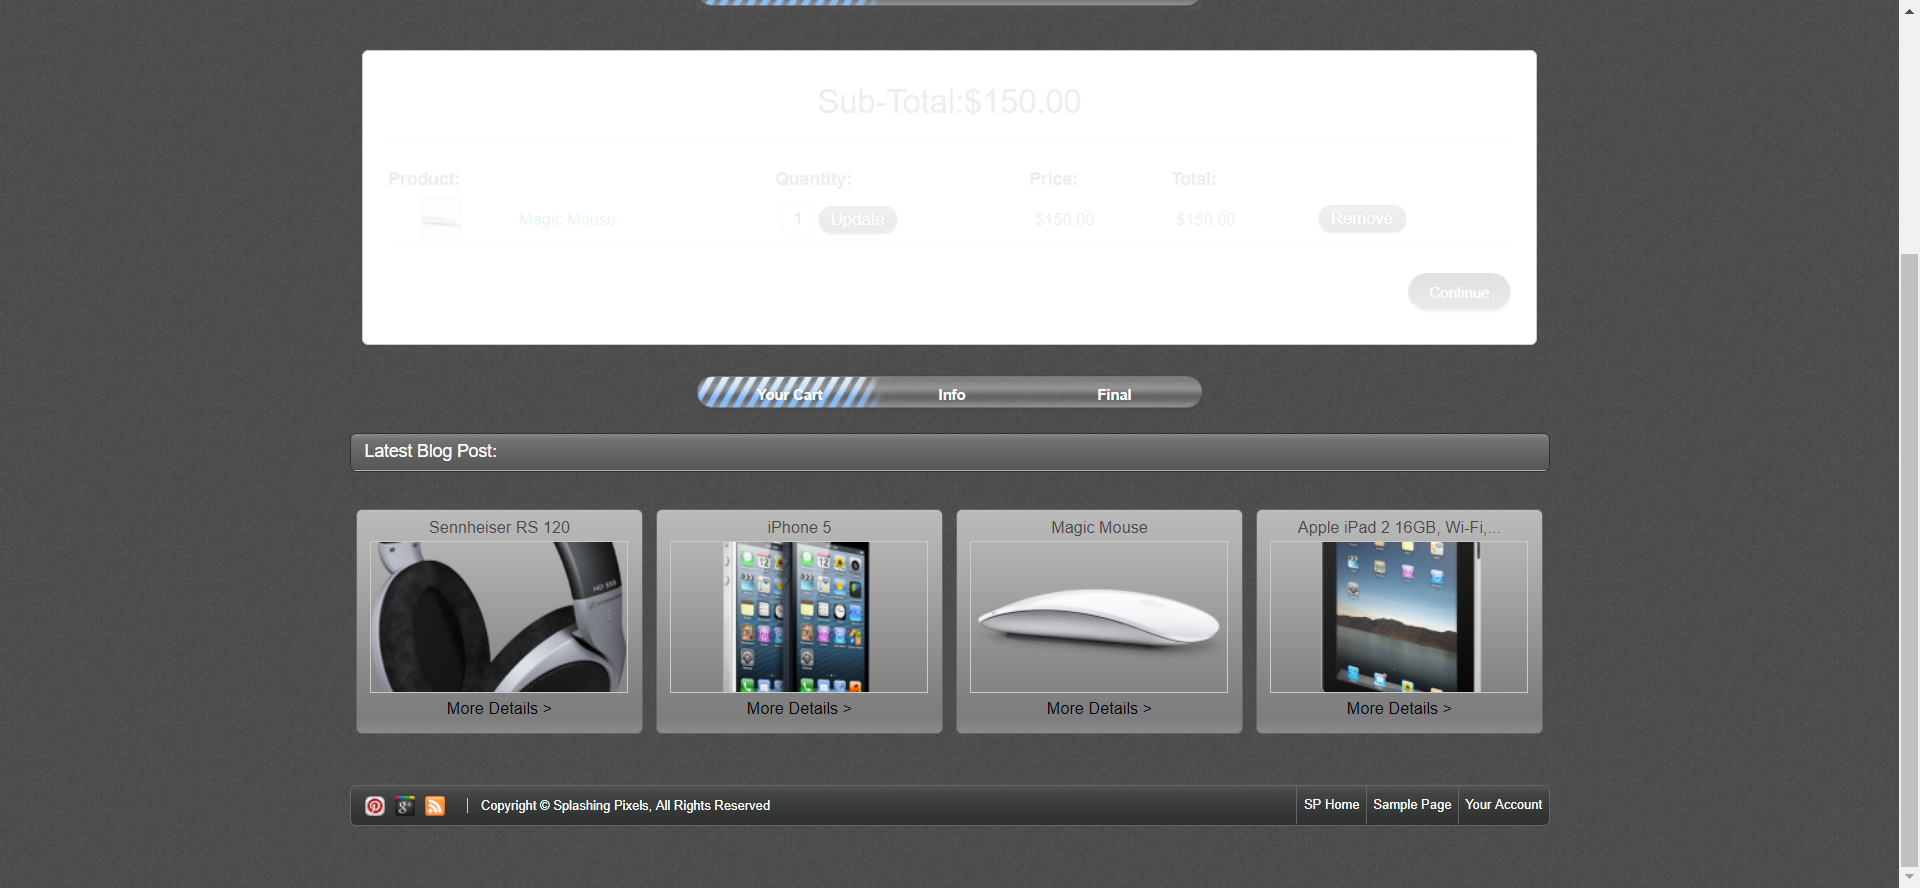 Sub-Total:$150.00
Product: Quantity: Price: Total:
Magic Mouse 1 Update $150.00 $150.00 Remove
Continue
Your Cart Info Final
Latest Blog Post:
Sennheiser RS 120 iPhone 5 Magic Mouse Apple iPad 2 16GB, Wi-Fi,...
More Details > More Details > More Details > More Details >
Copyright © Splashing Pixels, All Rights Reserved SP Home Sample Page Your Account